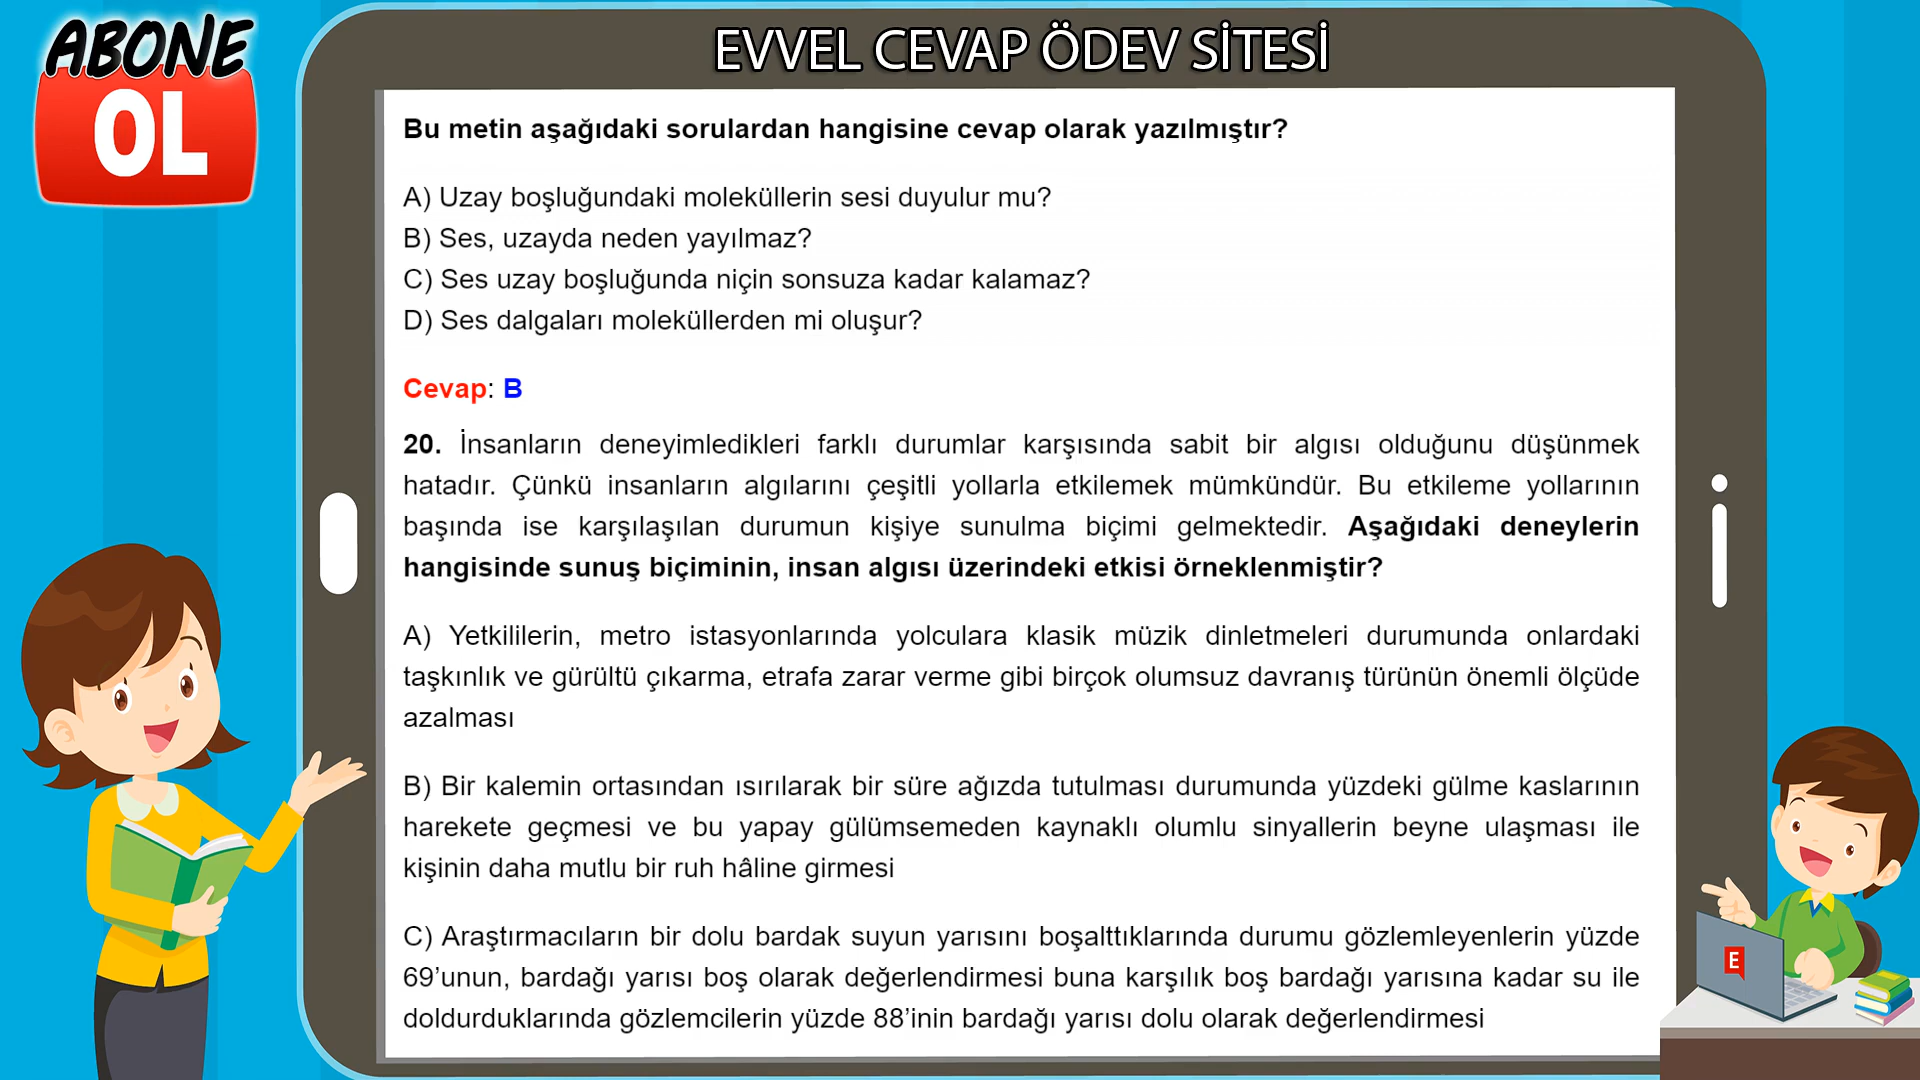 ABONE
OL
EVVEL CEVAP ÖDEV SİTESİ
Bu metin aşağıdaki sorulardan hangisine cevap olarak yazılmıştır?
A) Uzay boşluğundaki moleküllerin sesi duyulur mu?
B) Ses, uzayda neden yayılmaz?
C) Ses uzay boşluğunda niçin sonsuza kadar kalamaz?
D) Ses dalgaları moleküllerden mi oluşur?
Cevap: B
20. İnsanların deneyimledikleri farklı durumlar karşısında sabit bir algısı olduğunu düşünmek
hatadır. Çünkü insanların algılarını çeşitli yollarla etkilemek mümkündür. Bu etkileme yollarının
başında ise karşılaşılan durumun kişiye sunulma biçimi gelmektedir. Aşağıdaki deneylerin
hangisinde sunuş biçiminin, insan algısı üzerindeki etkisi örneklenmiştir?
A) Yetkililerin, metro istasyonlarında yolculara klasik müzik dinletmeleri durumunda onlardaki
taşkınlık ve gürültü çıkarma, etrafa zarar verme gibi birçok olumsuz davranış türünün önemli ölçüde
azalması
B) Bir kalemin ortasından ısırılarak bir süre ağızda tutulması durumunda yüzdeki gülme kaslarının
harekete geçmesi ve bu yapay gülümsemeden kaynaklı olumlu sinyallerin beyne ulaşması ile
kişinin daha mutlu bir ruh hâline girmesi
C) Araştırmacıların bir dolu bardak suyun yarısını boşalttıklarında durumu gözlemleyenlerin yüzde
69’unun, bardağı yarısı boş olarak değerlendirmesi buna karşılık boş bardağı yarısına kadar su ile
doldurduklarında gözlemcilerin yüzde 88’inin bardağı yarısı dolu olarak değerlendirmesi
E